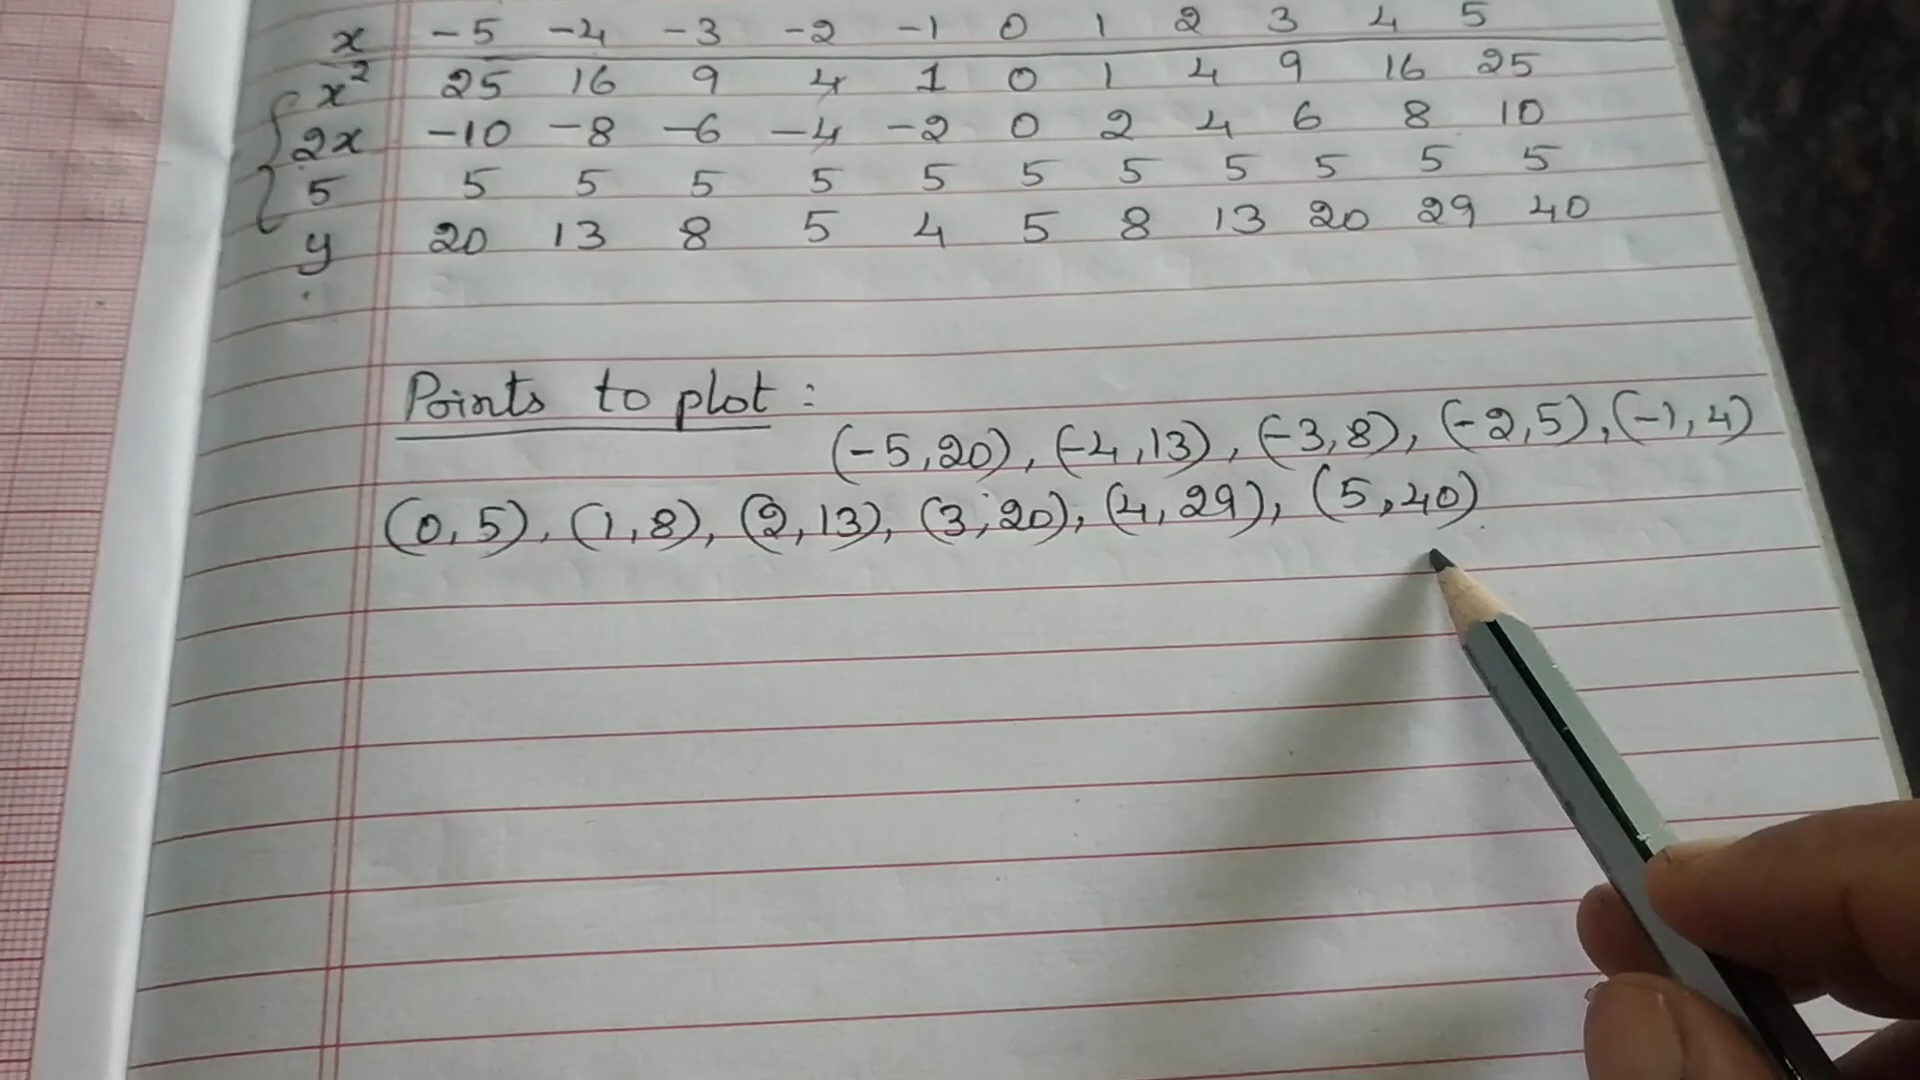 x -5 -4 -3 -2 -1 0 1 2 3 4 5
x² 25 16 9 4 1 0 1 4 9 16 25
2x -10 -8 -6 -4 -2 0 2 4 6 8 10
5 5 5 5 5 5 5 5 5 5 5 5
y 20 13 8 5 4 5 8 13 20 29 40
Points to plot :
(-5,20), (-4,13), (-3,8), (-2,5), (-1,4)
(0,5), (1,8), (2,13), (3,20), (4,29), (5,40)